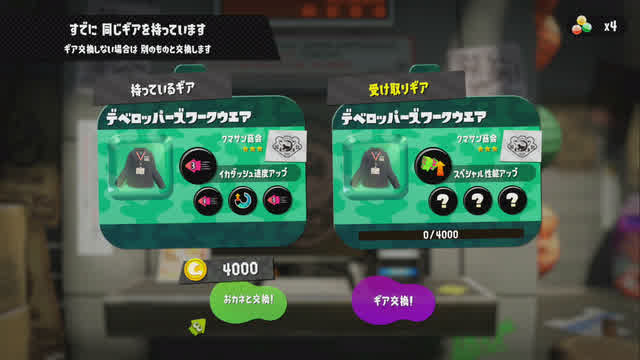 すでに 同じギアを持っています
ギア交換しない場合は 別のものと交換します
x4
持っているギア
受け取りギア
デベロッパーズワークウエア
デベロッパーズワークウエア
クマサン商会
クマサン商会
イカダッシュ速度アップ
スペシャル性能アップ
? ? ?
0/4000
4000
おカネと交換!
ギア交換!